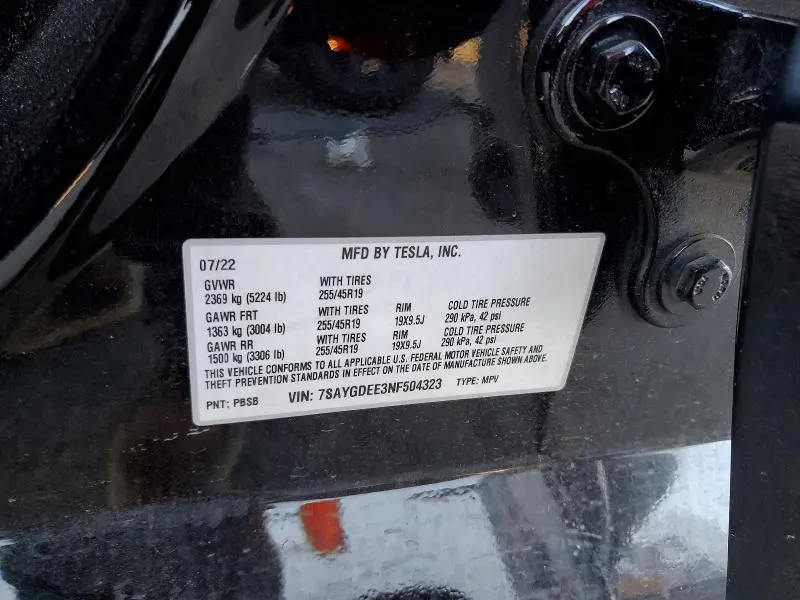 MFD BY TESLA, INC.
07/22
GVWR WITH TIRES
2369 kg (5224 lb) 255/45R19
GAWR FRT WITH TIRES RIM COLD TIRE PRESSURE
1363 kg (3004 lb) 255/45R19 19X9.5J 290 kPa, 42 psi
GAWR RR WITH TIRES RIM COLD TIRE PRESSURE
1500 kg (3306 lb) 255/45R19 19X9.5J 290 kPa, 42 psi
THIS VEHICLE CONFORMS TO ALL APPLICABLE U.S. FEDERAL MOTOR VEHICLE SAFETY AND
THEFT PREVENTION STANDARDS IN EFFECT ON THE DATE OF MANUFACTURE SHOWN ABOVE.
PNT: PBSB VIN: 7SAYGDEE3NF504323 TYPE: MPV